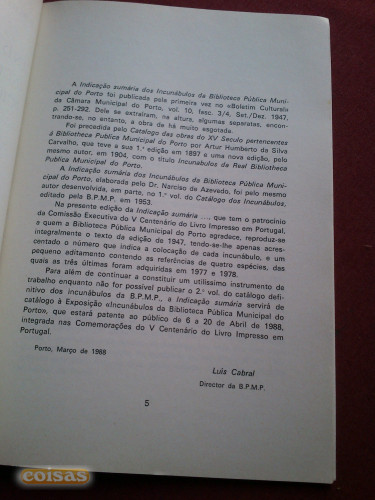 A Indicação sumária dos Incunábulos da Biblioteca Pública Muni-
cipal do Porto foi publicada pela primeira vez no «Boletim Cultural»
da Câmara Municipal do Porto, vol. 10, fasc. 3/4, Set./Dez. 1947,
p. 251-292. Dela se extraíram, na altura, algumas separatas, encon-
trando-se, no entanto, a obra de há muito esgotada.
Foi precedida pelo Catalogo das obras do XV Seculo pertencentes
á Bibliotheca Publica Municipal do Porto por Artur Humberto da Silva
Carvalho, que teve a sua 1.ª edição em 1897 e uma nova edição, pelo
mesmo autor, em 1904, com o título Incunabulos da Real Bibliotheca
Publica Municipal do Porto.
A Indicação sumária dos Incunábulos da Biblioteca Pública Mu-
nicipal do Porto, elaborada pelo Dr. Narciso de Azevedo, foi pelo mesmo
autor desenvolvida, em parte, no 1.º vol. do Catálogo dos Incunábulos,
editado pela B.P.M.P. em 1953.
Na presente edição da Indicação sumária ..., que tem o patrocínio
da Comissão Executiva do V Centenário do Livro Impresso em Portugal,
e quem a Biblioteca Pública Municipal do Porto agradece, reproduz-se
integralmente o texto da edição de 1947, tendo-se-lhe apenas acres-
centado o número que indica a colocação de cada incunábulo, e um
pequeno aditamento contendo as referências de quatro espécies, das
quais as três últimas foram adquiridas em 1977 e 1978.
Para além de continuar a constituir um utilíssimo instrumento de
trabalho enquanto não for possível publicar o 2.º vol. do catálogo defi-
nitivo dos incunábulos da B.P.M.P., a Indicação Sumária servirá de
catálogo à Exposição «Incunábulos da Biblioteca Pública Municipal do
Porto», que estará patente ao público de 6 a 20 de Abril de 1988,
integrada nas Comemorações do V Centenário do Livro Impresso em
Portugal.
Porto, Março de 1988
Luís Cabral
Director da B.P.M.P.
5
coisas